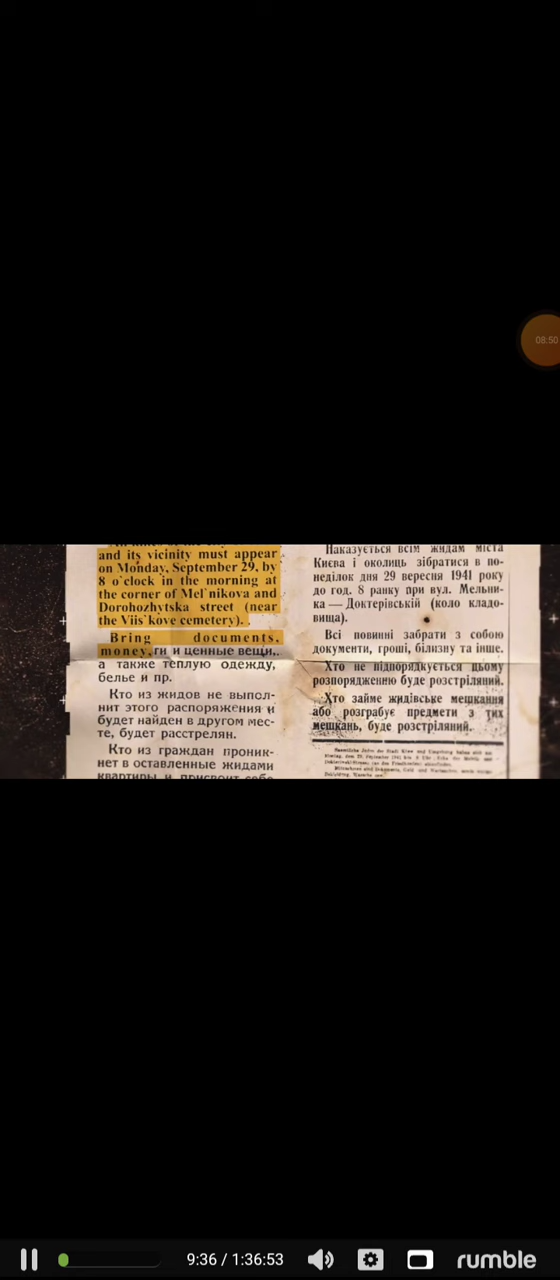 08:50
and its vicinity must appear
on Monday, September 29, by
8 o`clock in the morning at
the corner of Mel`nikova and
Dorohozhytska street (near
the Viis`kove cemetery).
Bring documents,
money,ги и ценные вещи,
а также теплую одежду,
белье и пр.
Кто из жидов не выпол-
нит этого распоряжения и
будет найден в другом мес-
те, будет расстрелян.
Кто из граждан проник-
нет в оставленные жидами
квартиры и присвоит себе
Наказується всім жидам міста
Києва і околиць зібратися в по-
неділок дня 29 вересня 1941 року
до год. 8 ранку при вул. Мельни-
ка — Доктерівській (коло кладо-
вища).
Всі повинні забрати з собою
документи, гроші, білизну та інше.
Хто не підпорядкується цьому
розпорядженню буде розстріляний.
Хто займе жидівське мешкання
або розграбує предмети з тих
мешкань, буде розстріляний.
9:36 / 1:36:53
rumble